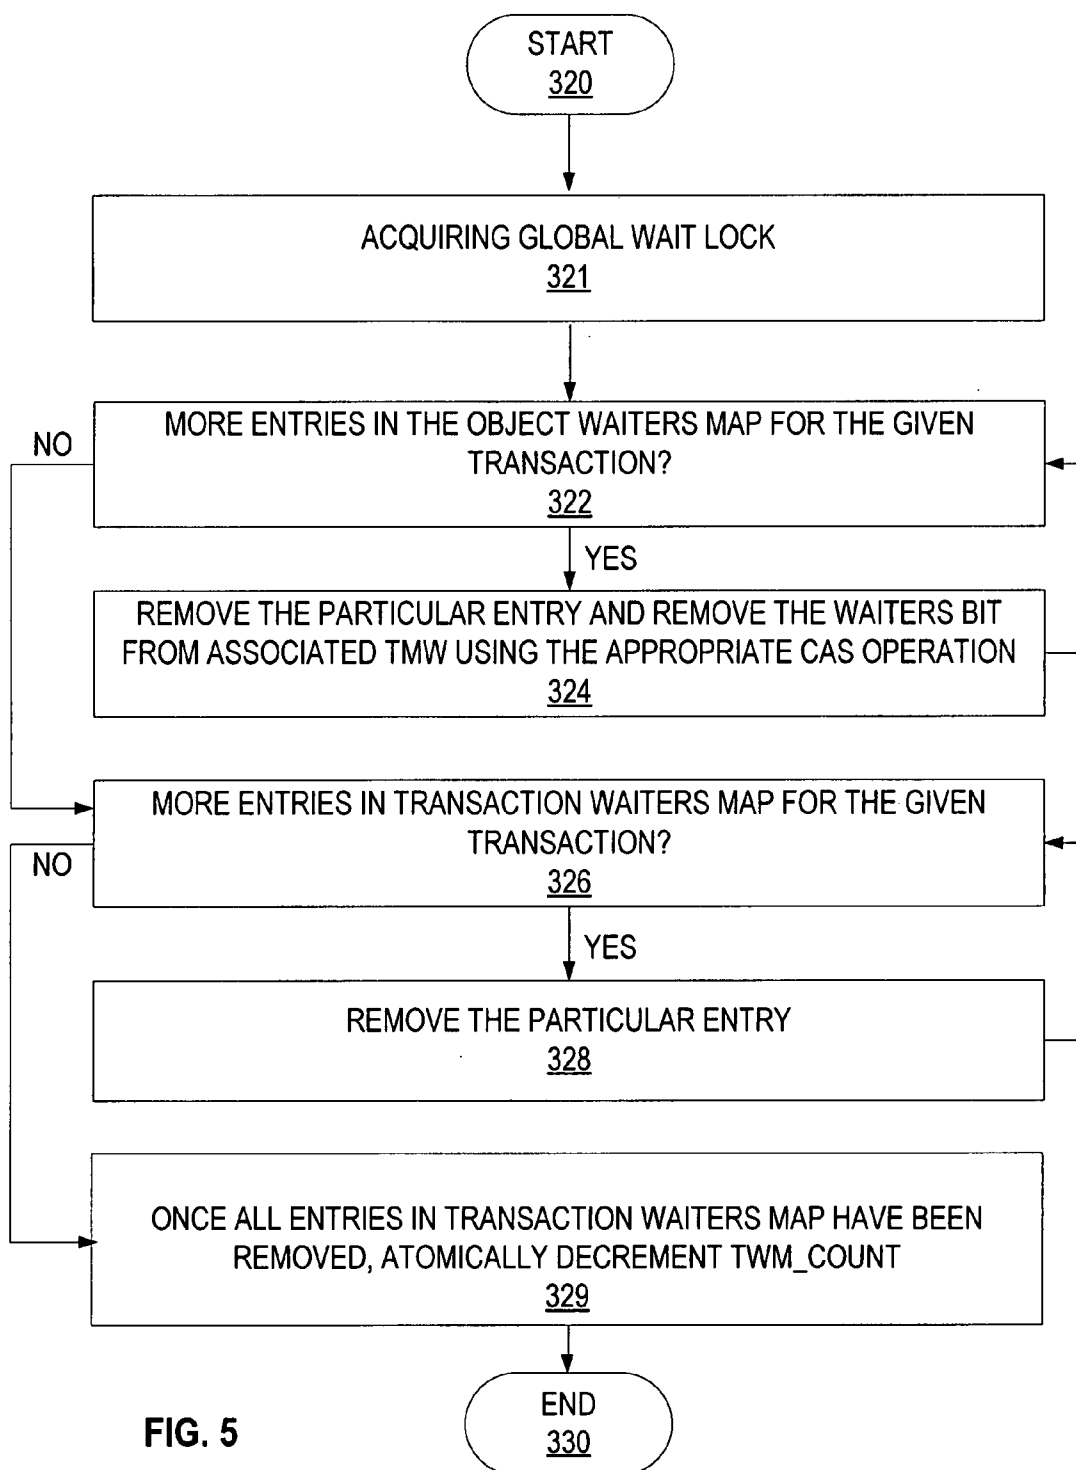 START
320
ACQUIRING GLOBAL WAIT LOCK
321
MORE ENTRIES IN THE OBJECT WAITERS MAP FOR THE GIVEN
TRANSACTION?
322
NO
YES
REMOVE THE PARTICULAR ENTRY AND REMOVE THE WAITERS BIT
FROM ASSOCIATED TMW USING THE APPROPRIATE CAS OPERATION
324
MORE ENTRIES IN TRANSACTION WAITERS MAP FOR THE GIVEN
TRANSACTION?
326
NO
YES
REMOVE THE PARTICULAR ENTRY
328
ONCE ALL ENTRIES IN TRANSACTION WAITERS MAP HAVE BEEN
REMOVED, ATOMICALLY DECREMENT TWM_COUNT
329
END
330
FIG. 5